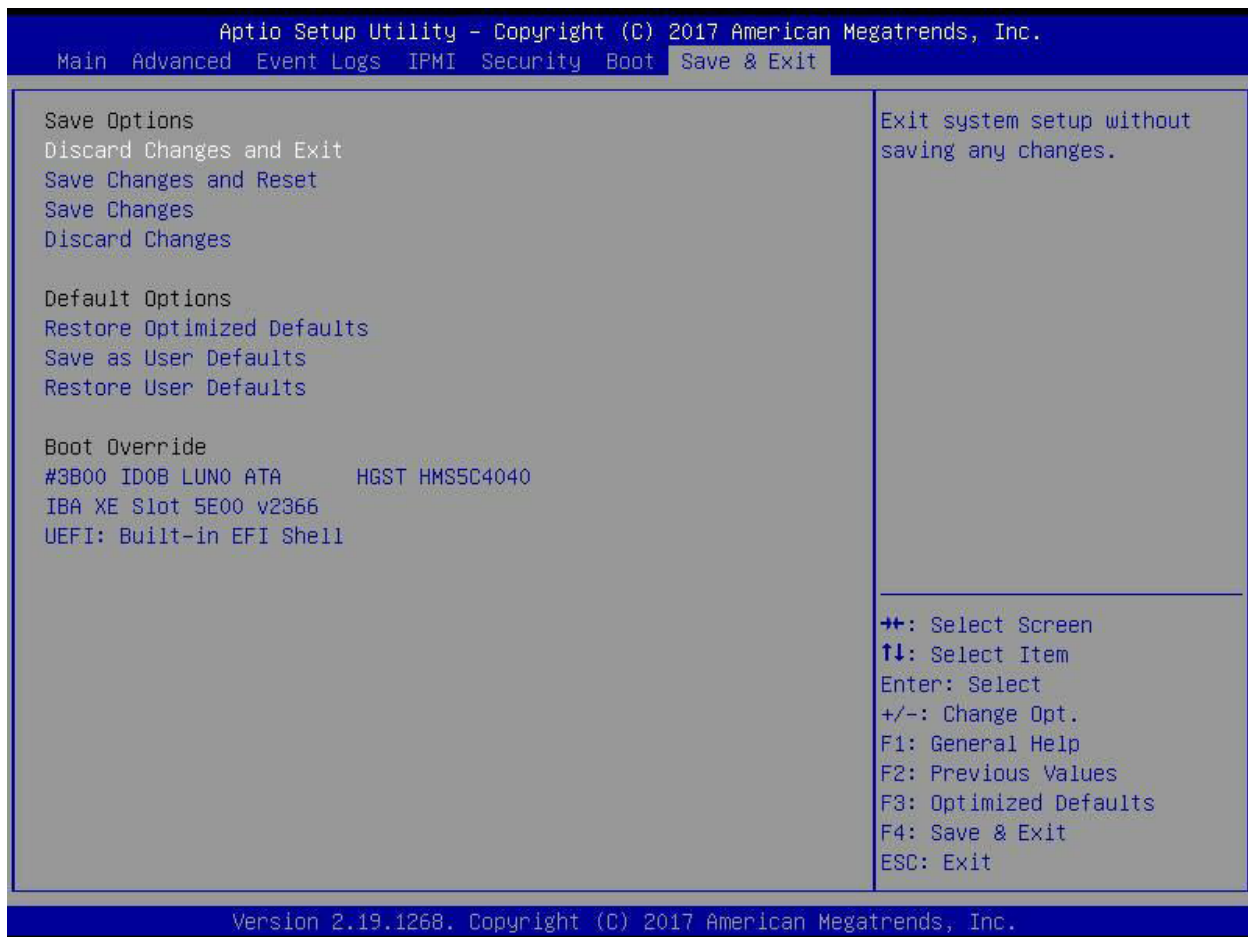 Aptio Setup Utility – Copyright (C) 2017 American Megatrends, Inc.
Main Advanced Event Logs IPMI Security Boot Save & Exit
Save Options
Discard Changes and Exit
Save Changes and Reset
Save Changes
Discard Changes
Default Options
Restore Optimized Defaults
Save as User Defaults
Restore User Defaults
Boot Override
#3B00 ID0B LUN0 ATA HGST HMS5C4040
IBA XE Slot 5E00 v2366
UEFI: Built-in EFI Shell
Exit system setup without
saving any changes.
→←: Select Screen
↑↓: Select Item
Enter: Select
+/-: Change Opt.
F1: General Help
F2: Previous Values
F3: Optimized Defaults
F4: Save & Exit
ESC: Exit
Version 2.19.1268. Copyright (C) 2017 American Megatrends, Inc.